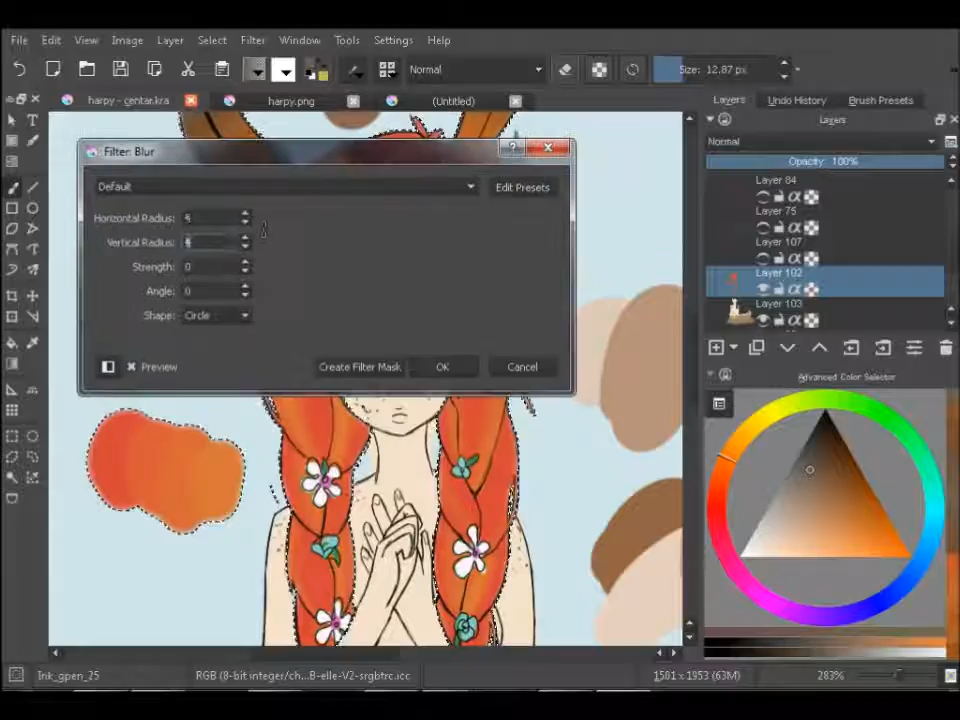 File Edit View Image Layer Select Filter Window Tools Settings Help
Normal
Size: 12.87 px
harpy - centar.kra
harpy.png
(Untitled)
Layers Undo History Brush Presets
Layers
Normal
Opacity: 100%
Layer 84
Layer 75
Layer 107
Layer 102
Layer 103
Filter: Blur
Default
Edit Presets
Horizontal Radius: 5
Vertical Radius: 5
Strength: 0
Angle: 0
Shape: Circle
Preview
Create Filter Mask
OK
Cancel
Advanced Color Selector
Ink_gpen_25
RGB (8-bit integer/ch...B-elle-V2-srgbtrc.icc
1501 x 1953 (63M)
283%